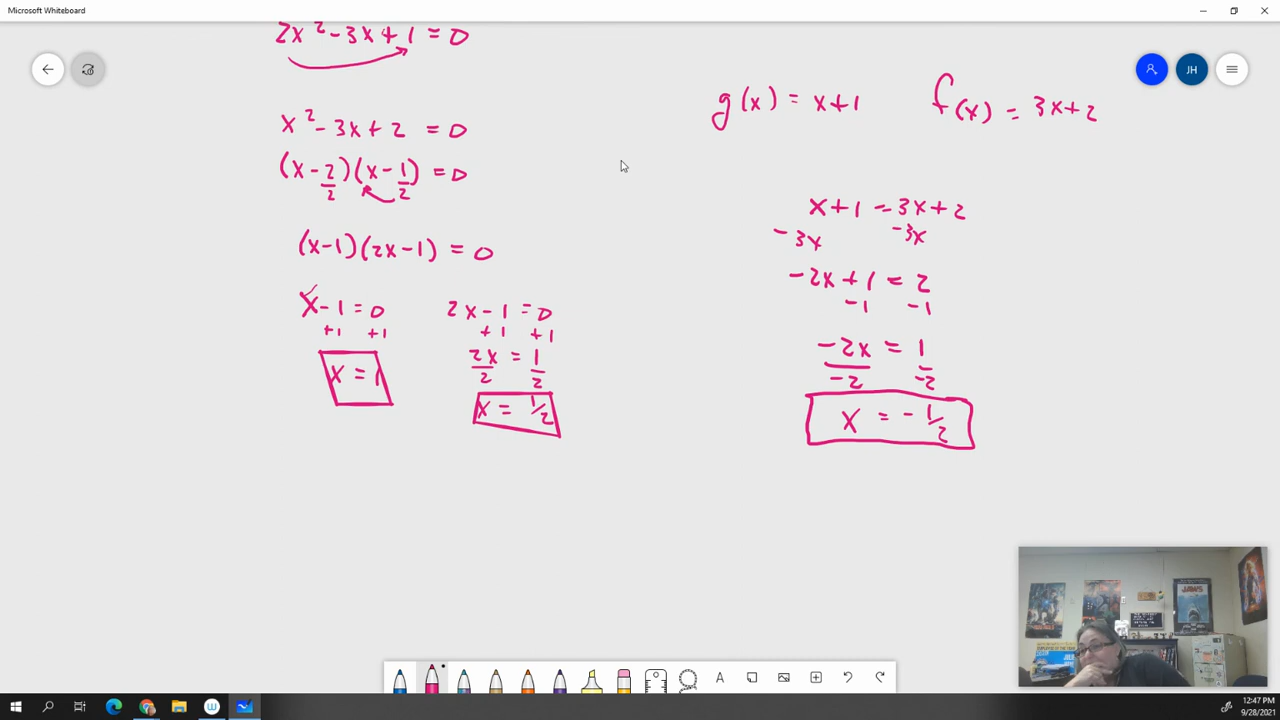 Microsoft Whiteboard
2x² - 3x + 1 = 0
x² - 3x + 2 = 0
(x - 2/2)(x - 1/2) = 0
(x-1)(2x-1) = 0
x - 1 = 0
+1 +1
x = 1
2x - 1 = 0
+1 +1
2x/2 = 1/2
x = 1/2
g(x) = x+1
f(x) = 3x+2
x+1 = 3x+2
-3x -3x
-2x + 1 = 2
-1 -1
-2x/-2 = 1/-2
x = -1/2
JH
A
JAWS
12:47 PM
9/28/2021